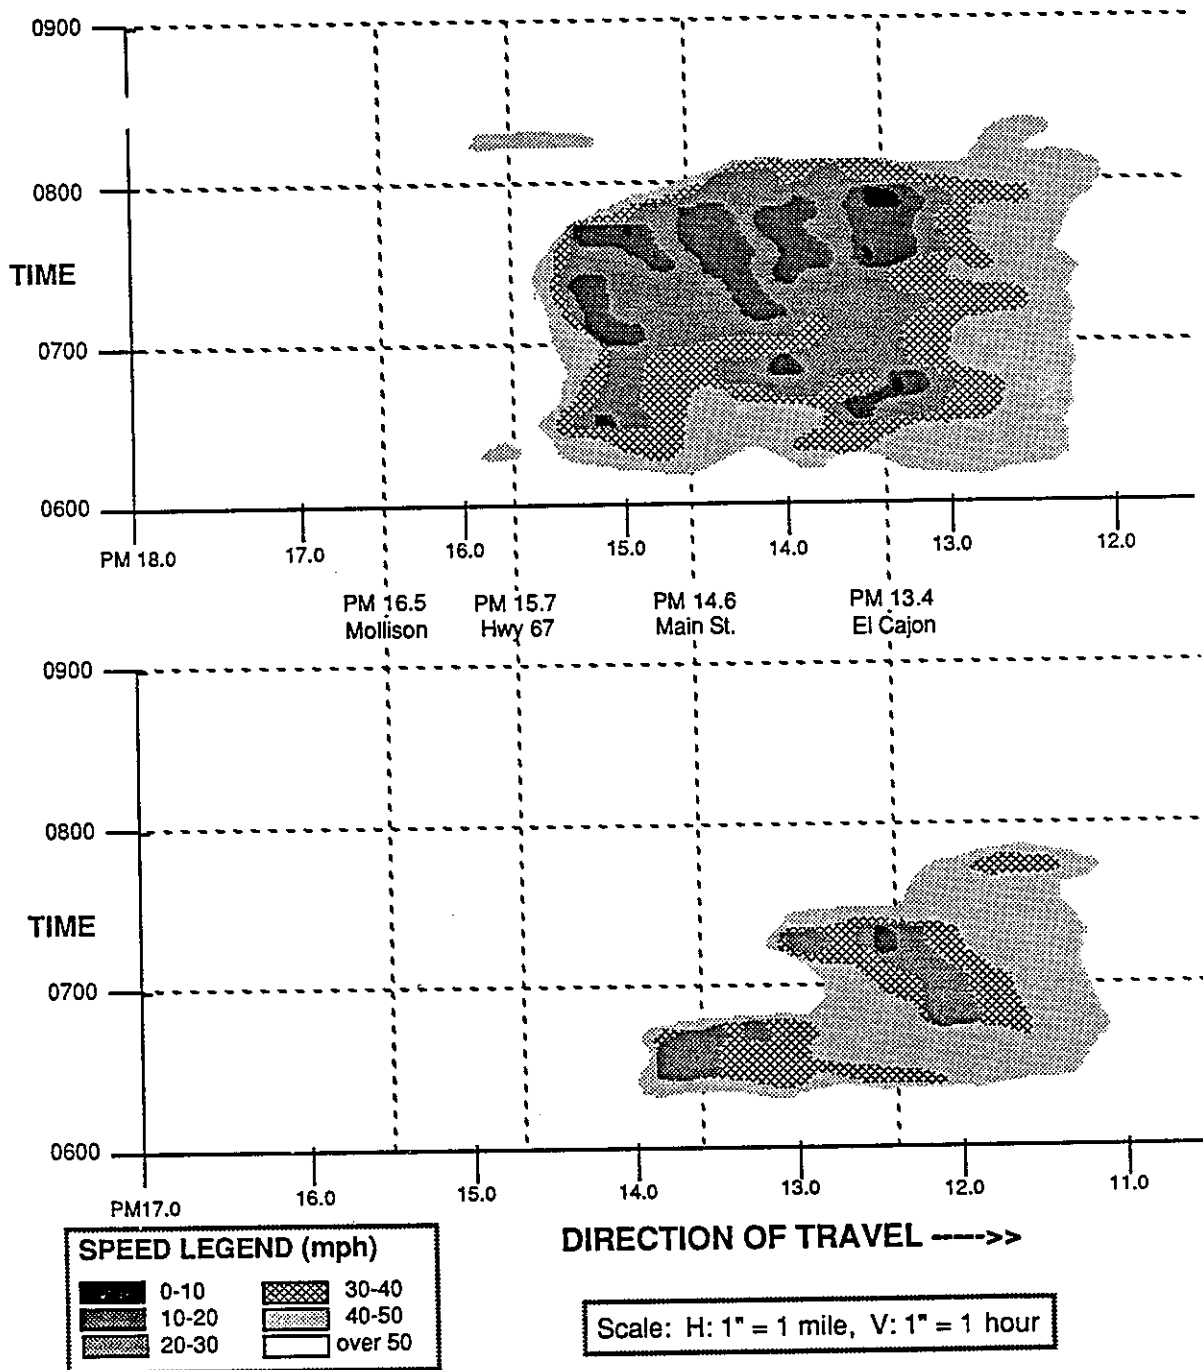 0900
0800
TIME
0700
0600
PM 18.0
17.0
16.0
15.0
14.0
13.0
12.0
PM 16.5
Mollison
PM 15.7
Hwy 67
PM 14.6
Main St.
PM 13.4
El Cajon
0900
0800
TIME
0700
0600
PM17.0
16.0
15.0
14.0
13.0
12.0
11.0
SPEED LEGEND (mph)
0-10
30-40
10-20
40-50
20-30
over 50
DIRECTION OF TRAVEL ---->>
Scale: H: 1" = 1 mile, V: 1" = 1 hour